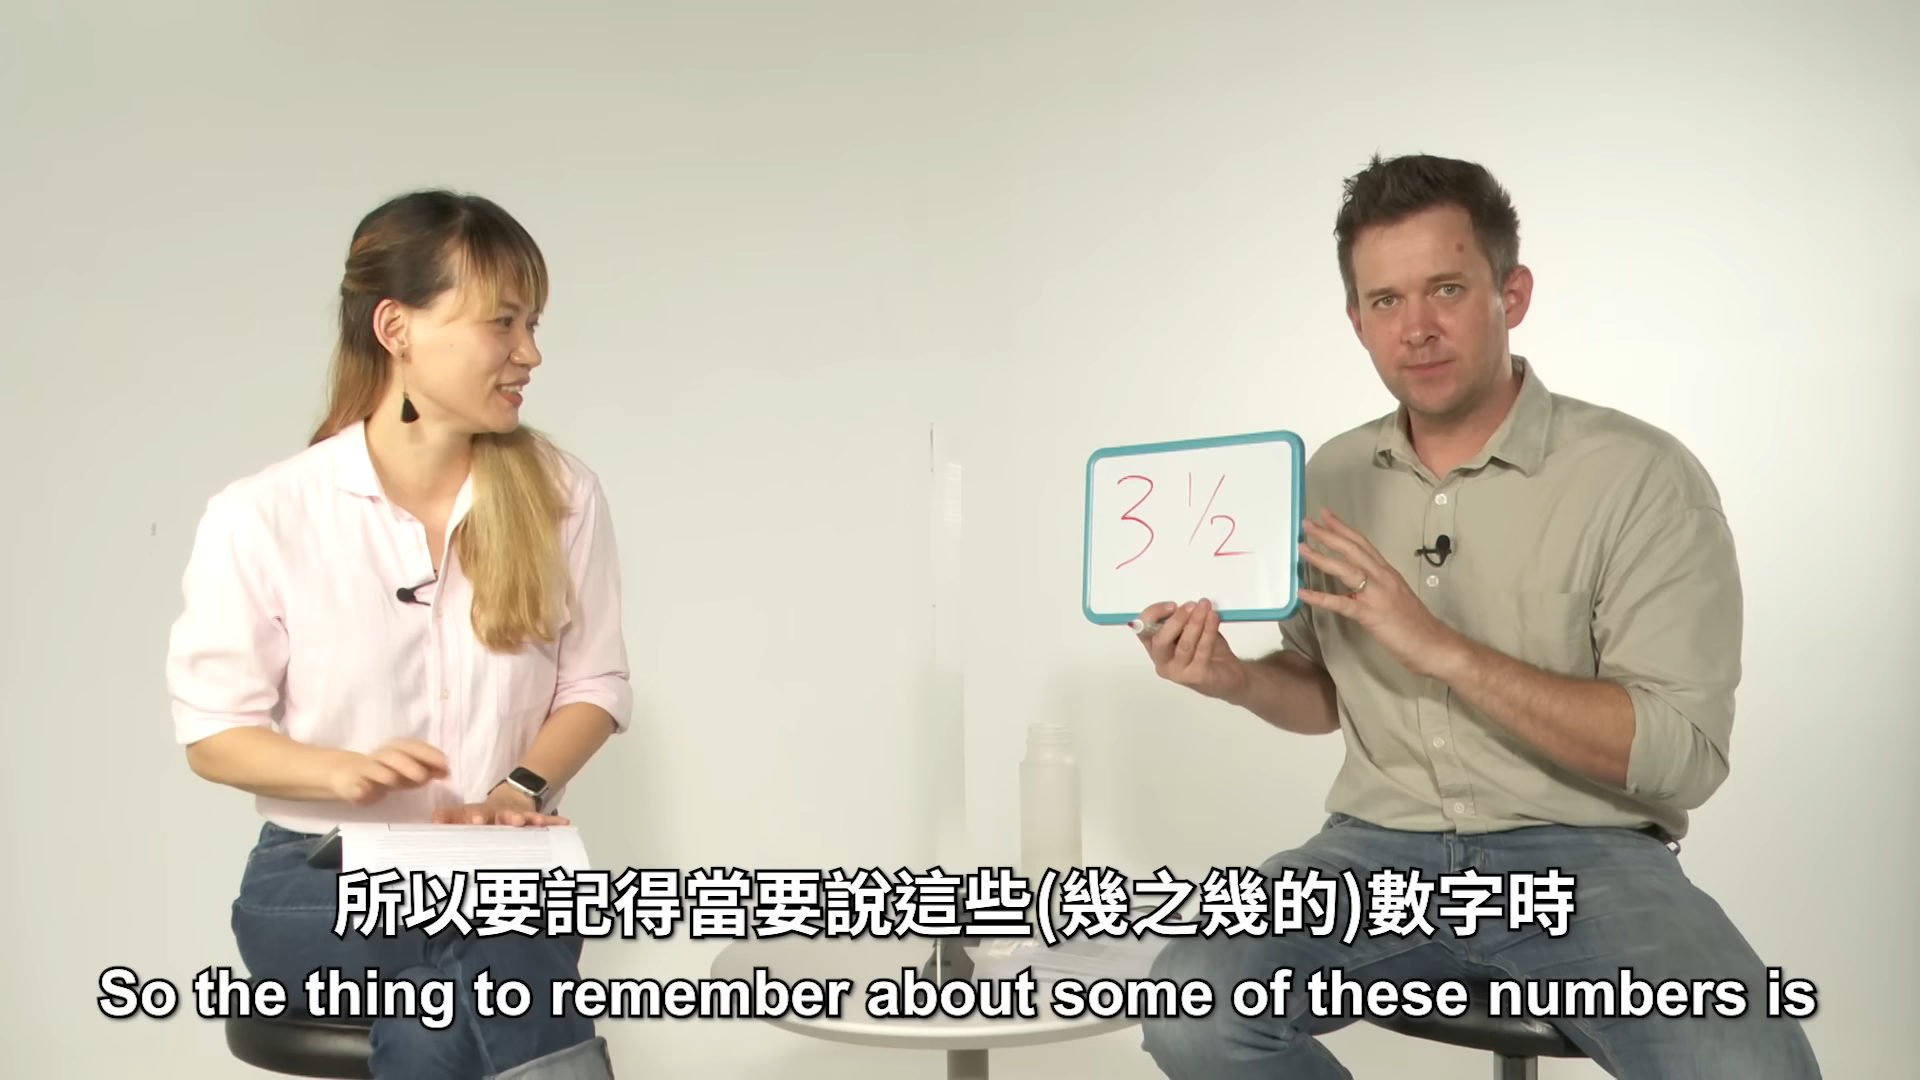 3 1/2
所以要記得當要說這些(幾之幾的)數字時
So the thing to remember about some of these numbers is